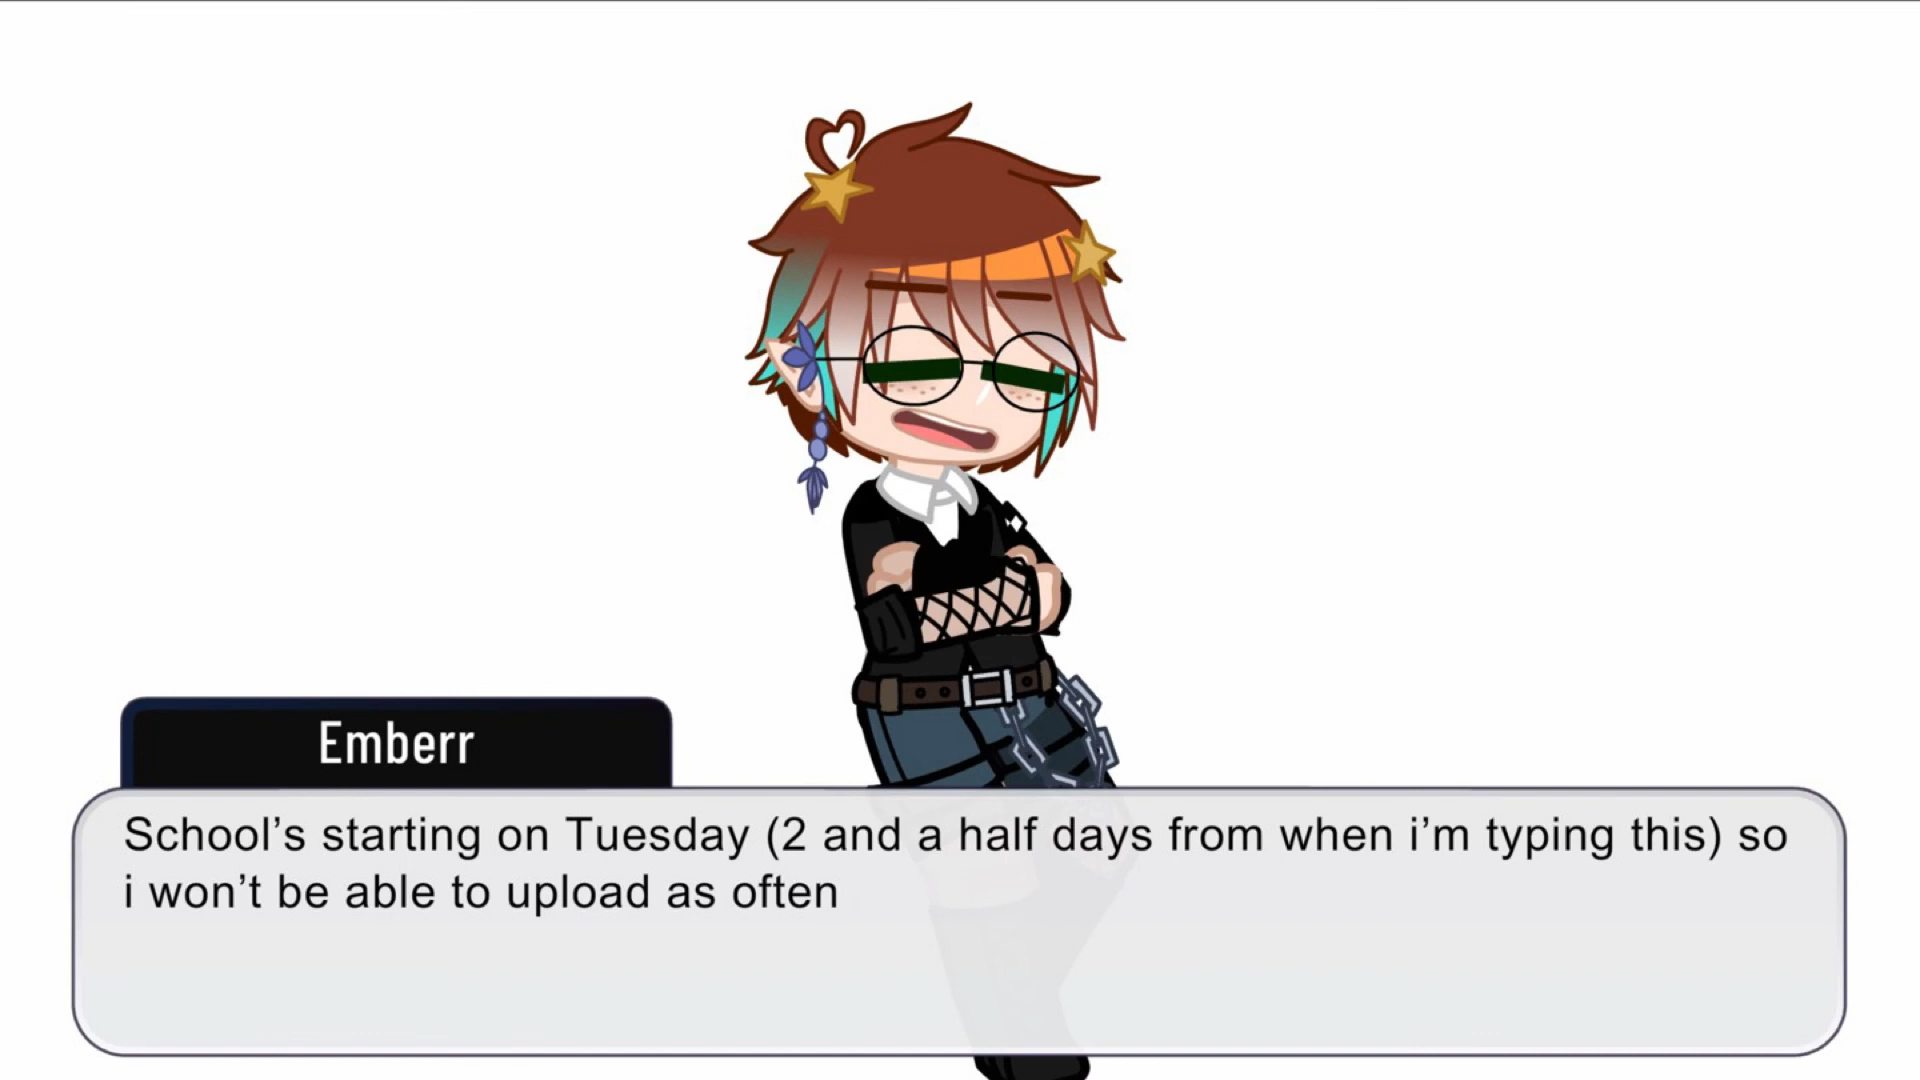 Emberr
School’s starting on Tuesday (2 and a half days from when i’m typing this) so
i won’t be able to upload as often